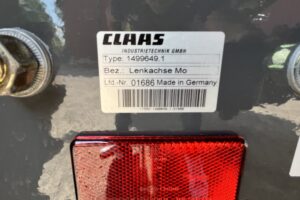 CLAAS
INDUSTRIETECHNIK GMBH
Type: 1499649.1
Bez.: Lenkachse Mo
Lfd-Nr. 01686 Made in Germany